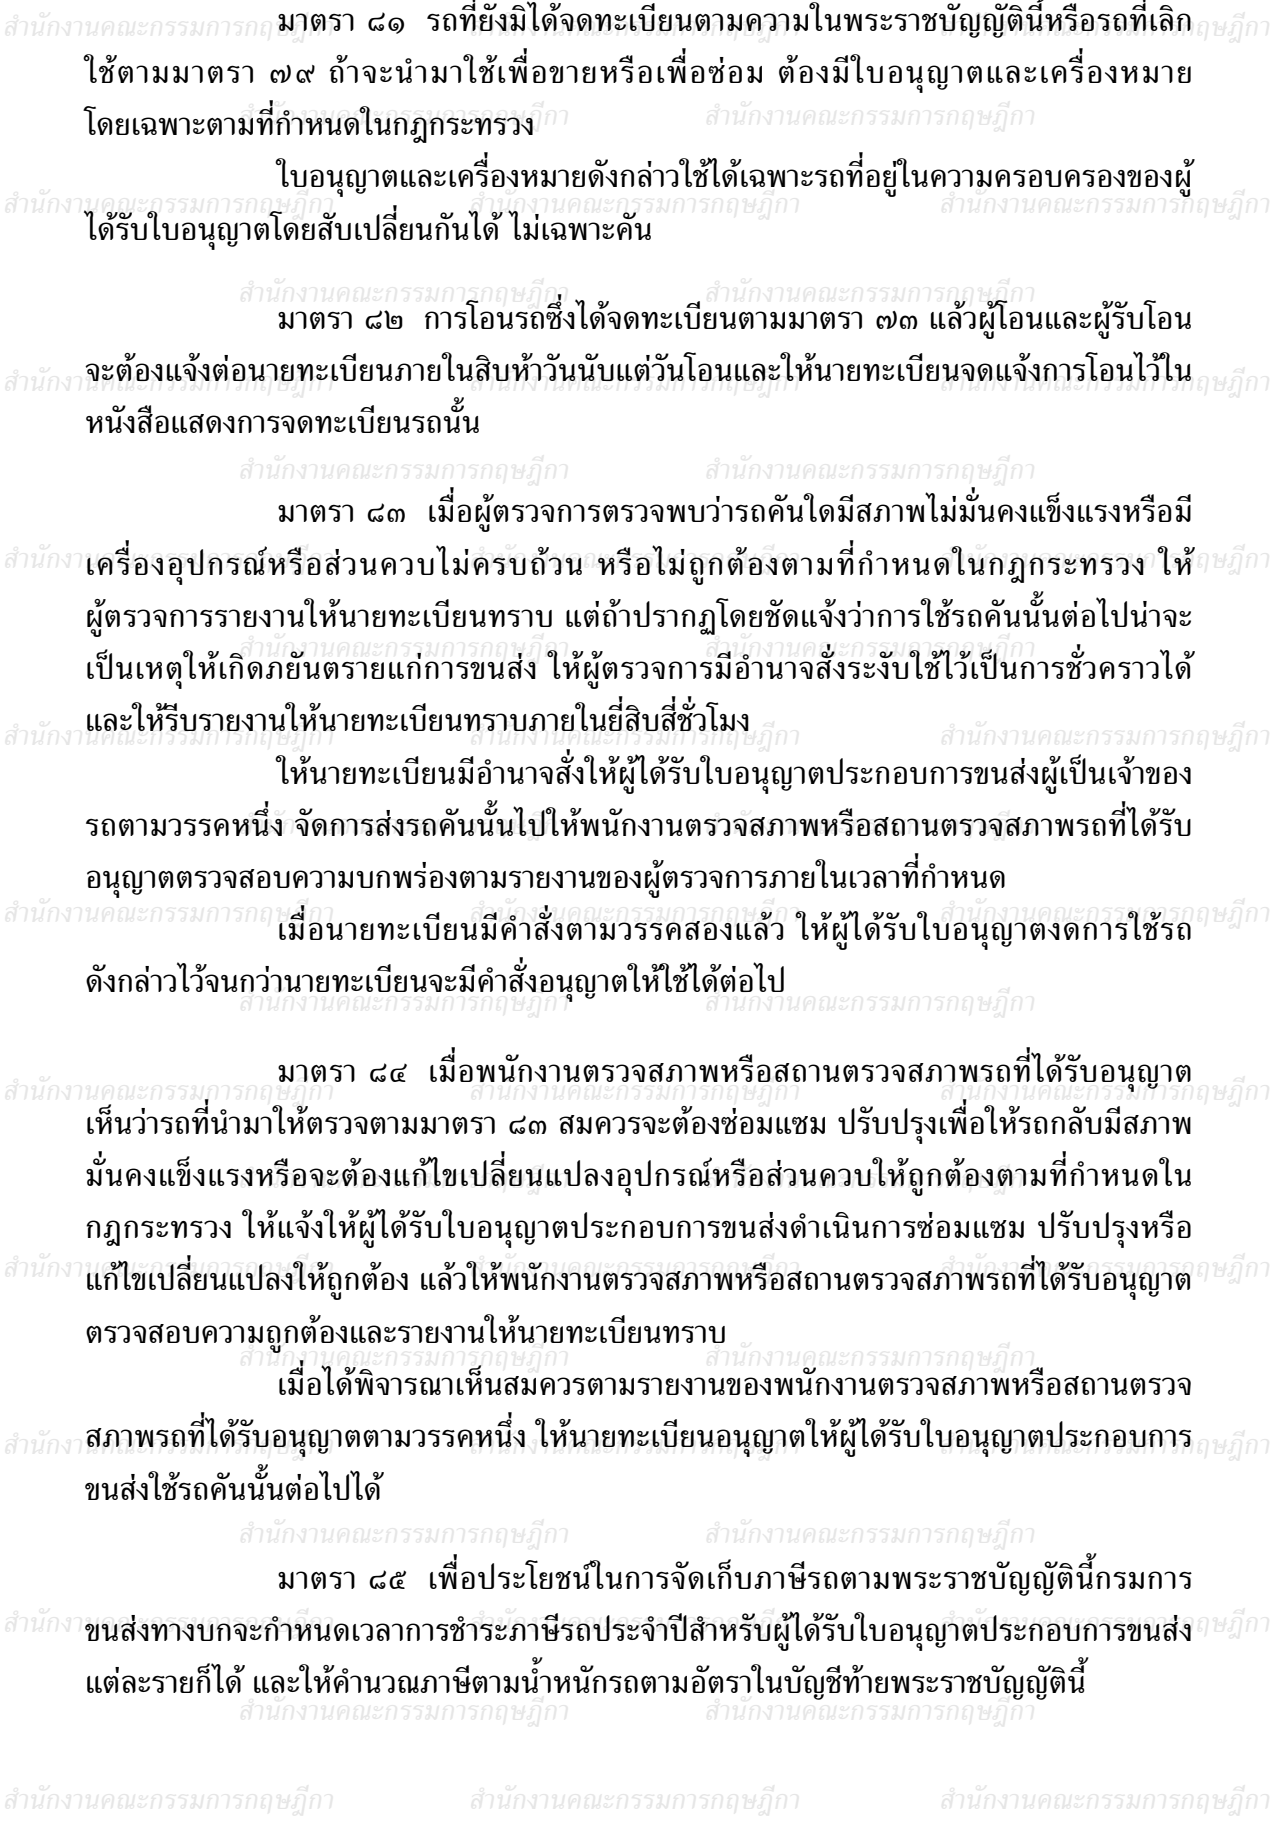 มาตรา ๘๑  รถที่ยังมิได้จดทะเบียนตามความในพระราชบัญญัตินี้หรือรถที่เลิก
ใช้ตามมาตรา ๗๙ ถ้าจะนำมาใช้เพื่อขายหรือเพื่อซ่อม ต้องมีใบอนุญาตและเครื่องหมาย
โดยเฉพาะตามที่กำหนดในกฎกระทรวง
ใบอนุญาตและเครื่องหมายดังกล่าวใช้ได้เฉพาะรถที่อยู่ในความครอบครองของผู้
ได้รับใบอนุญาตโดยสับเปลี่ยนกันได้ ไม่เฉพาะคัน
มาตรา ๘๒  การโอนรถซึ่งได้จดทะเบียนตามมาตรา ๗๓ แล้วผู้โอนและผู้รับโอน
จะต้องแจ้งต่อนายทะเบียนภายในสิบห้าวันนับแต่วันโอนและให้นายทะเบียนจดแจ้งการโอนไว้ใน
หนังสือแสดงการจดทะเบียนรถนั้น
มาตรา ๘๓  เมื่อผู้ตรวจการตรวจพบว่ารถคันใดมีสภาพไม่มั่นคงแข็งแรงหรือมี
เครื่องอุปกรณ์หรือส่วนควบไม่ครบถ้วน หรือไม่ถูกต้องตามที่กำหนดในกฎกระทรวง ให้
ผู้ตรวจการรายงานให้นายทะเบียนทราบ แต่ถ้าปรากฏโดยชัดแจ้งว่าการใช้รถคันนั้นต่อไปน่าจะ
เป็นเหตุให้เกิดภยันตรายแก่การขนส่ง ให้ผู้ตรวจการมีอำนาจสั่งระงับใช้ไว้เป็นการชั่วคราวได้
และให้รีบรายงานให้นายทะเบียนทราบภายในยี่สิบสี่ชั่วโมง
ให้นายทะเบียนมีอำนาจสั่งให้ผู้ได้รับใบอนุญาตประกอบการขนส่งผู้เป็นเจ้าของ
รถตามวรรคหนึ่ง จัดการส่งรถคันนั้นไปให้พนักงานตรวจสภาพหรือสถานตรวจสภาพรถที่ได้รับ
อนุญาตตรวจสอบความบกพร่องตามรายงานของผู้ตรวจการภายในเวลาที่กำหนด
เมื่อนายทะเบียนมีคำสั่งตามวรรคสองแล้ว ให้ผู้ได้รับใบอนุญาตงดการใช้รถ
ดังกล่าวไว้จนกว่านายทะเบียนจะมีคำสั่งอนุญาตให้ใช้ได้ต่อไป
มาตรา ๘๔  เมื่อพนักงานตรวจสภาพหรือสถานตรวจสภาพรถที่ได้รับอนุญาต
เห็นว่ารถที่นำมาให้ตรวจตามมาตรา ๘๓ สมควรจะต้องซ่อมแซม ปรับปรุงเพื่อให้รถกลับมีสภาพ
มั่นคงแข็งแรงหรือจะต้องแก้ไขเปลี่ยนแปลงอุปกรณ์หรือส่วนควบให้ถูกต้องตามที่กำหนดใน
กฎกระทรวง ให้แจ้งให้ผู้ได้รับใบอนุญาตประกอบการขนส่งดำเนินการซ่อมแซม ปรับปรุงหรือ
แก้ไขเปลี่ยนแปลงให้ถูกต้อง แล้วให้พนักงานตรวจสภาพหรือสถานตรวจสภาพรถที่ได้รับอนุญาต
ตรวจสอบความถูกต้องและรายงานให้นายทะเบียนทราบ
เมื่อได้พิจารณาเห็นสมควรตามรายงานของพนักงานตรวจสภาพหรือสถานตรวจ
สภาพรถที่ได้รับอนุญาตตามวรรคหนึ่ง ให้นายทะเบียนอนุญาตให้ผู้ได้รับใบอนุญาตประกอบการ
ขนส่งใช้รถคันนั้นต่อไปได้
มาตรา ๘๕  เพื่อประโยชน์ในการจัดเก็บภาษีรถตามพระราชบัญญัตินี้กรมการ
ขนส่งทางบกจะกำหนดเวลาการชำระภาษีรถประจำปีสำหรับผู้ได้รับใบอนุญาตประกอบการขนส่ง
แต่ละรายก็ได้ และให้คำนวณภาษีตามน้ำหนักรถตามอัตราในบัญชีท้ายพระราชบัญญัตินี้
สำนักงานคณะกรรมการกฤษฎีกา สำนักงานคณะกรรมการกฤษฎีกา สำนักงานคณะกรรมการกฤษฎีกา